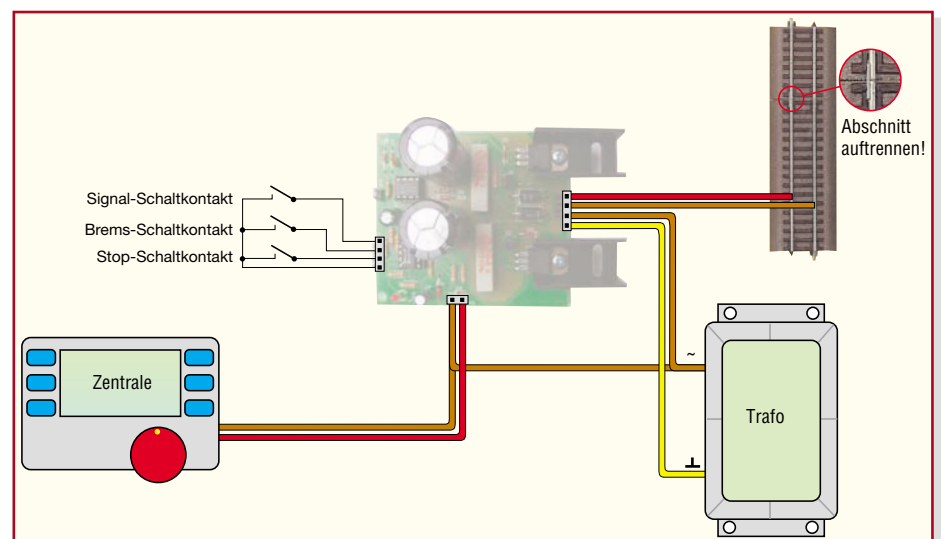 Abschnitt
auftrennen!
Signal-Schaltkontakt
Brems-Schaltkontakt
Stop-Schaltkontakt
Zentrale
~
Trafo
⊥